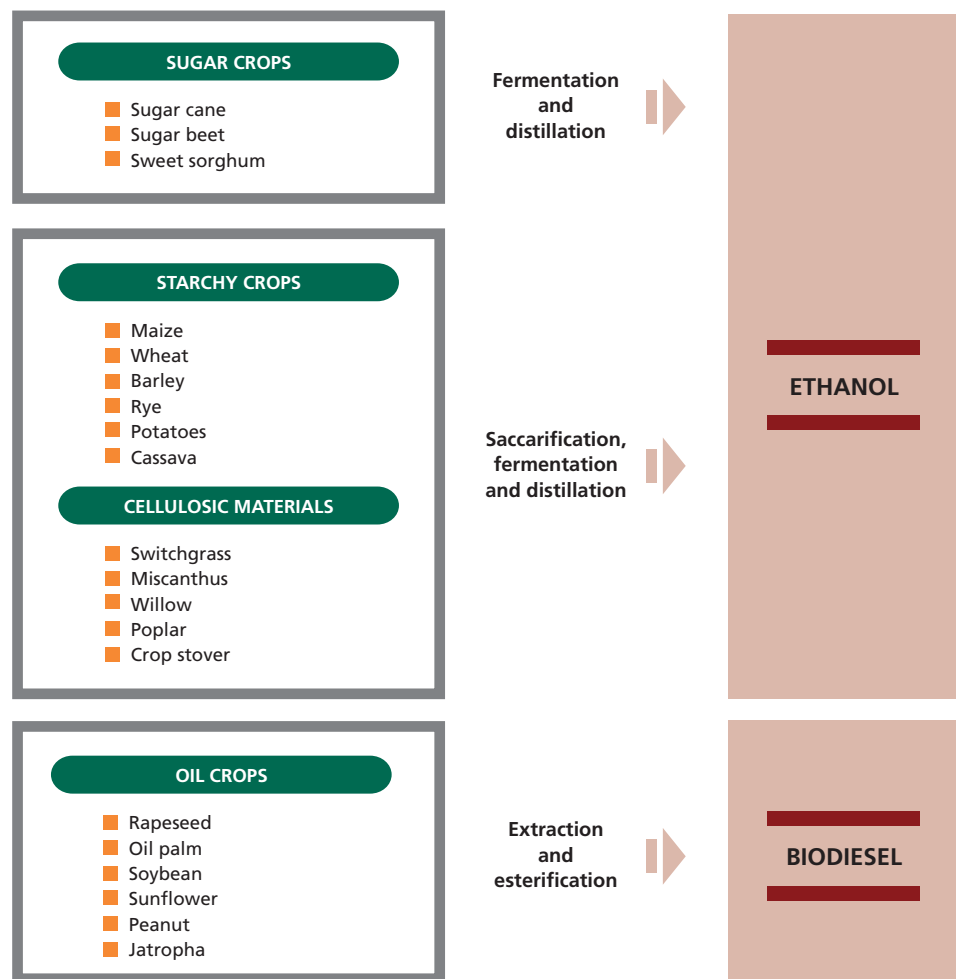 SUGAR CROPS
Sugar cane
Sugar beet
Sweet sorghum
Fermentation
and
distillation
STARCHY CROPS
Maize
Wheat
Barley
Rye
Potatoes
Cassava
CELLULOSIC MATERIALS
Switchgrass
Miscanthus
Willow
Poplar
Crop stover
Saccarification,
fermentation
and distillation
ETHANOL
OIL CROPS
Rapeseed
Oil palm
Soybean
Sunflower
Peanut
Jatropha
Extraction
and
esterification
BIODIESEL